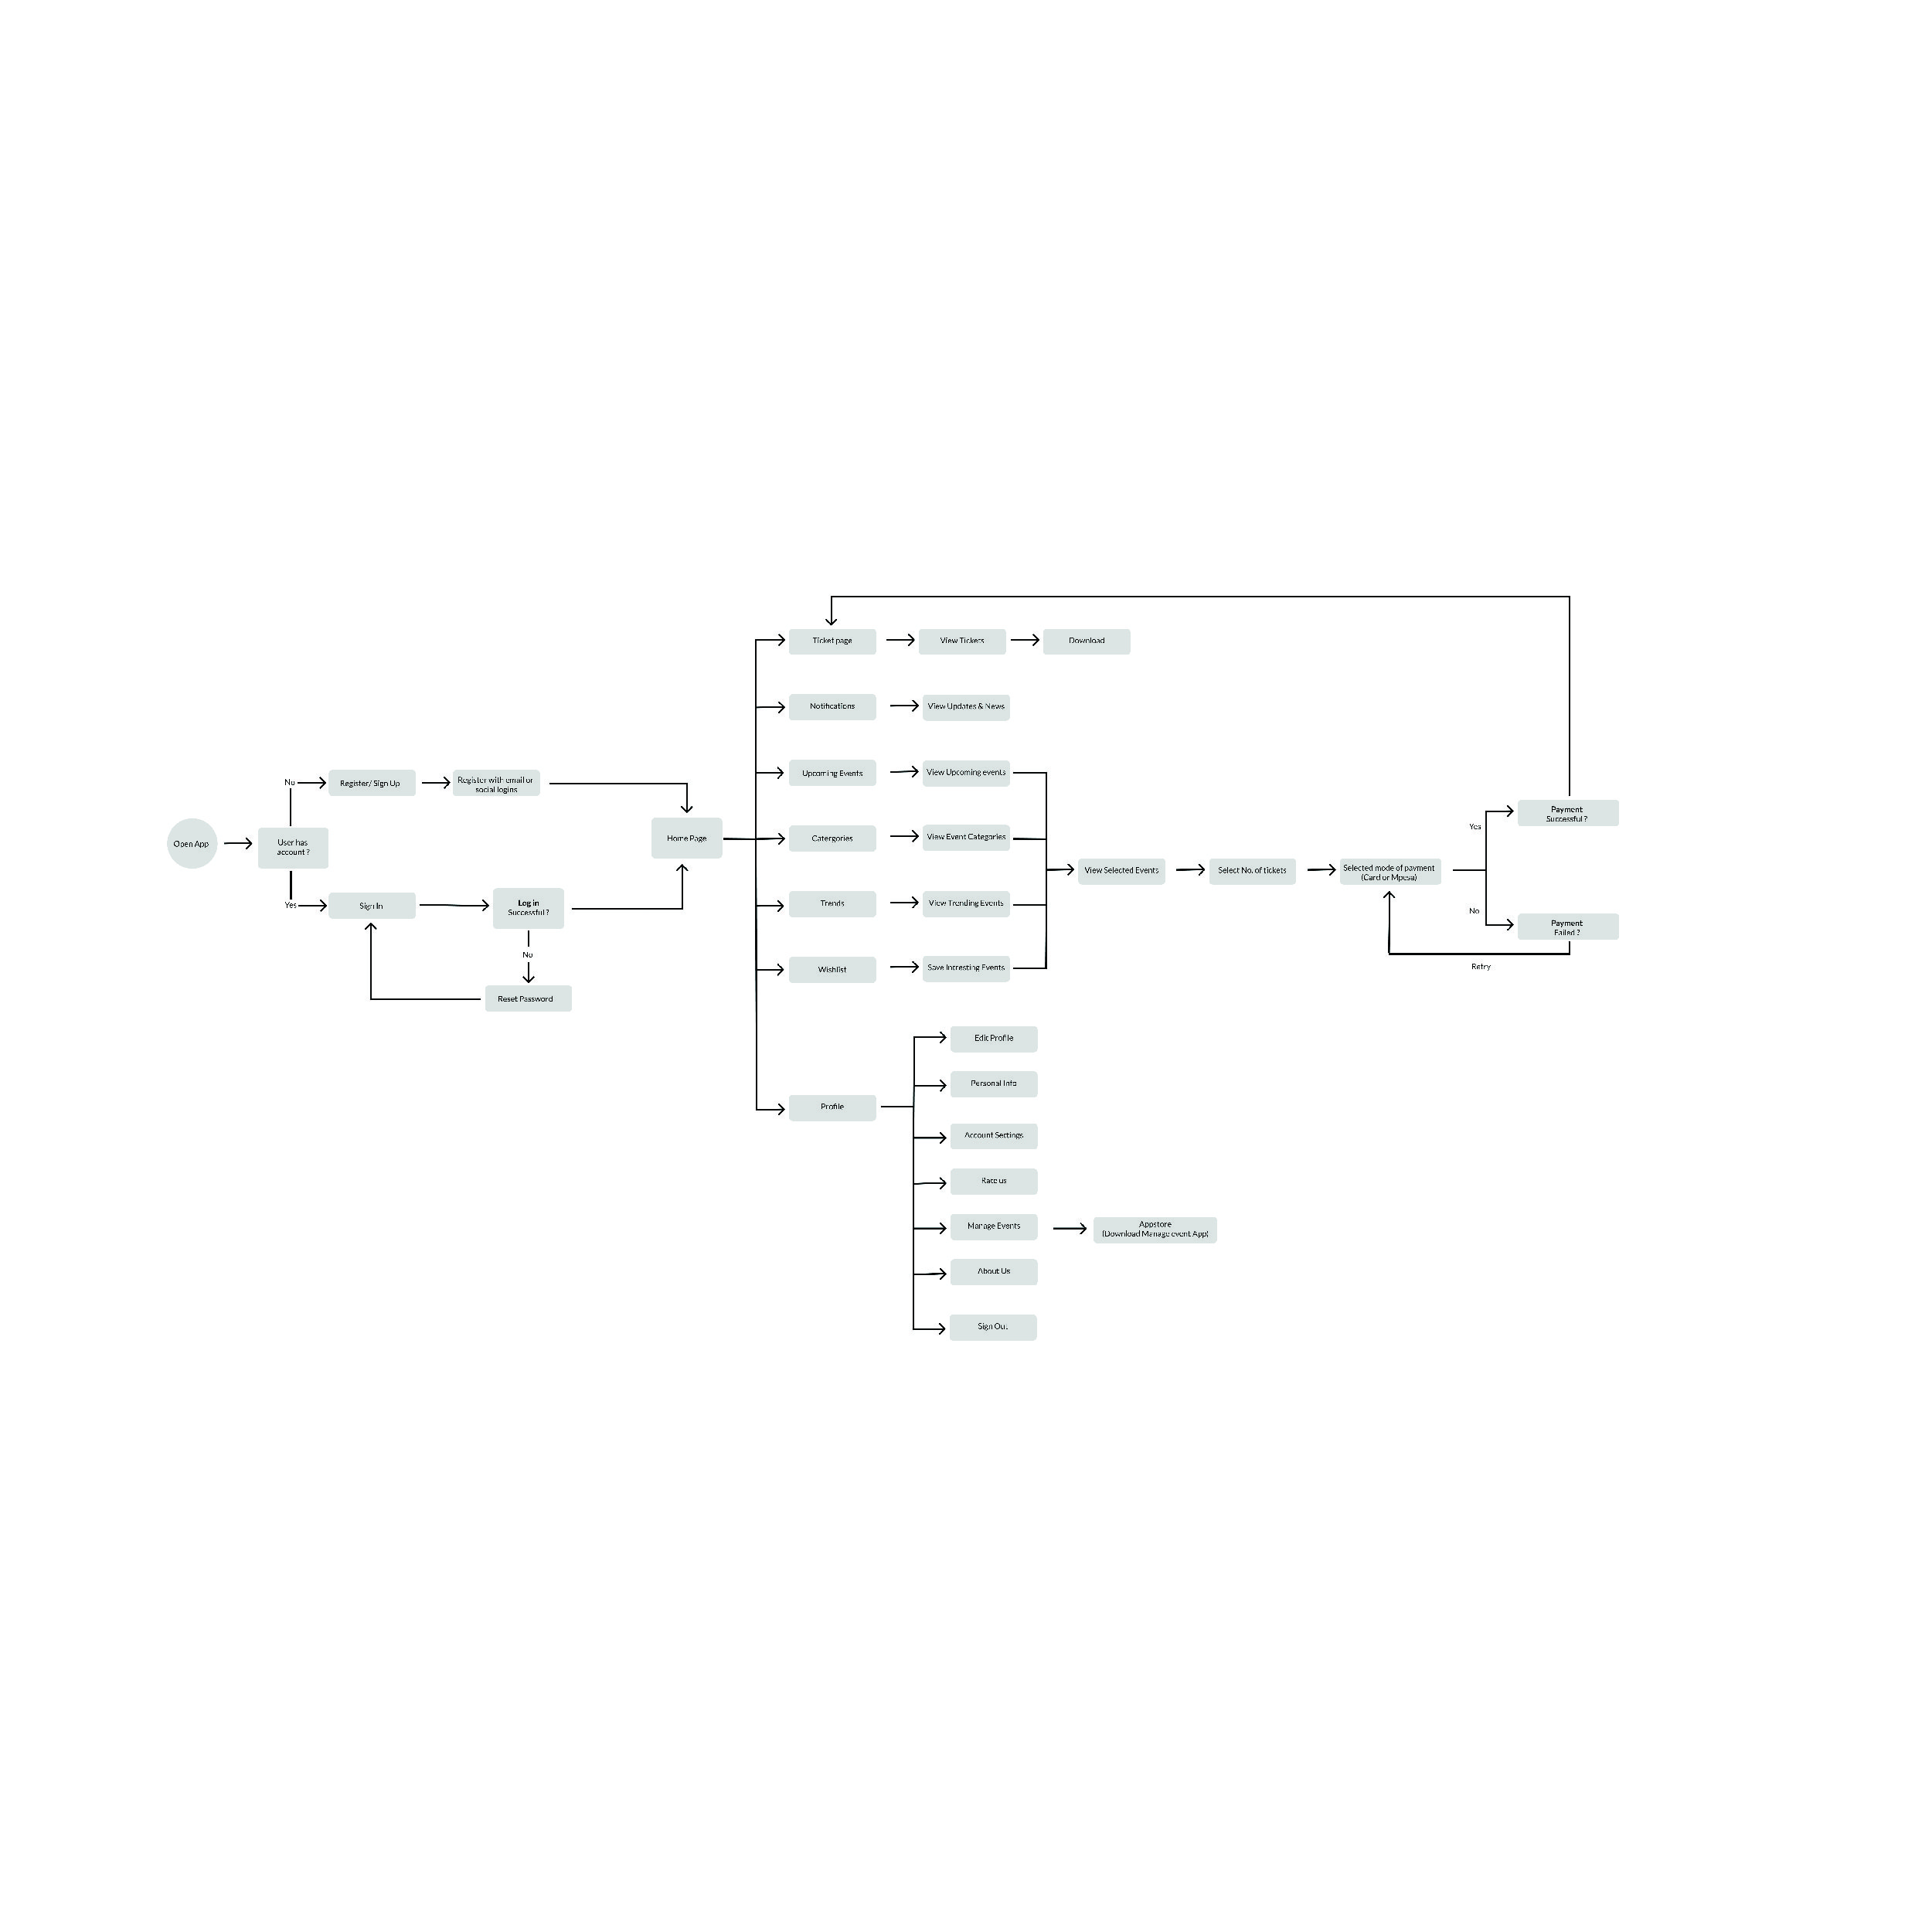 Ticket page
View Tickets
Download
Notifications
View Updates & News
Upcoming Events
View Upcoming events
No
Register/ Sign Up
Register with email or
social logins
Open App
User has
account ?
Home Page
Catergories
View Event Categories
Yes
Sign In
Log in
Successful ?
No
Reset Password
Trends
View Trending Events
Wishlist
Save Intresting Events
View Selected Events
Select No. of tickets
Selected mode of payment
(Card or Mpesa)
Yes
Payment
Successful ?
No
Payment
Failed ?
Retry
Profile
Edit Profile
Personal Info
Account Settings
Rate us
Manage Events
Appstore
(Download Manage event App)
About Us
Sign Out